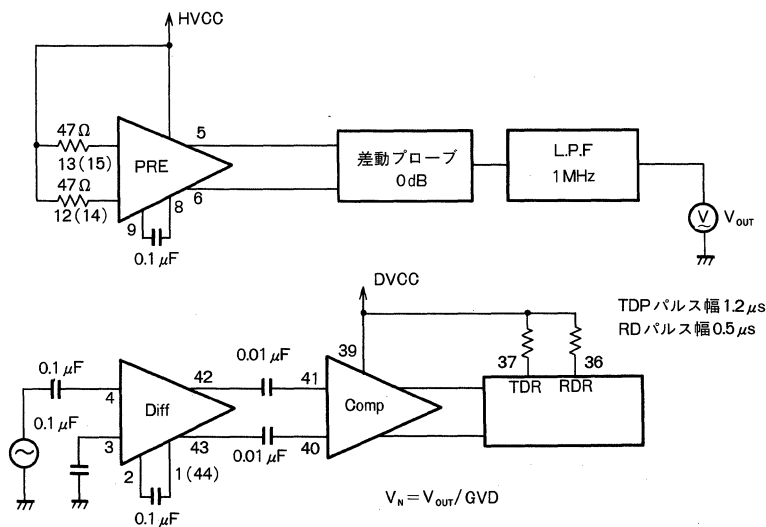 HVCC
47Ω
13(15)
47Ω
12(14)
PRE
5
6
8
9
0.1μF
差動プローブ
0dB
L.P.F
1MHz
V
VOUT
DVCC
TDPパルス幅1.2μs
RDパルス幅0.5μs
0.1μF
0.1μF
4
3
2
Diff
42
43
1(44)
0.1μF
0.01μF
0.01μF
41
40
39
Comp
37
36
TDR
RDR
VN=VOUT/GVD